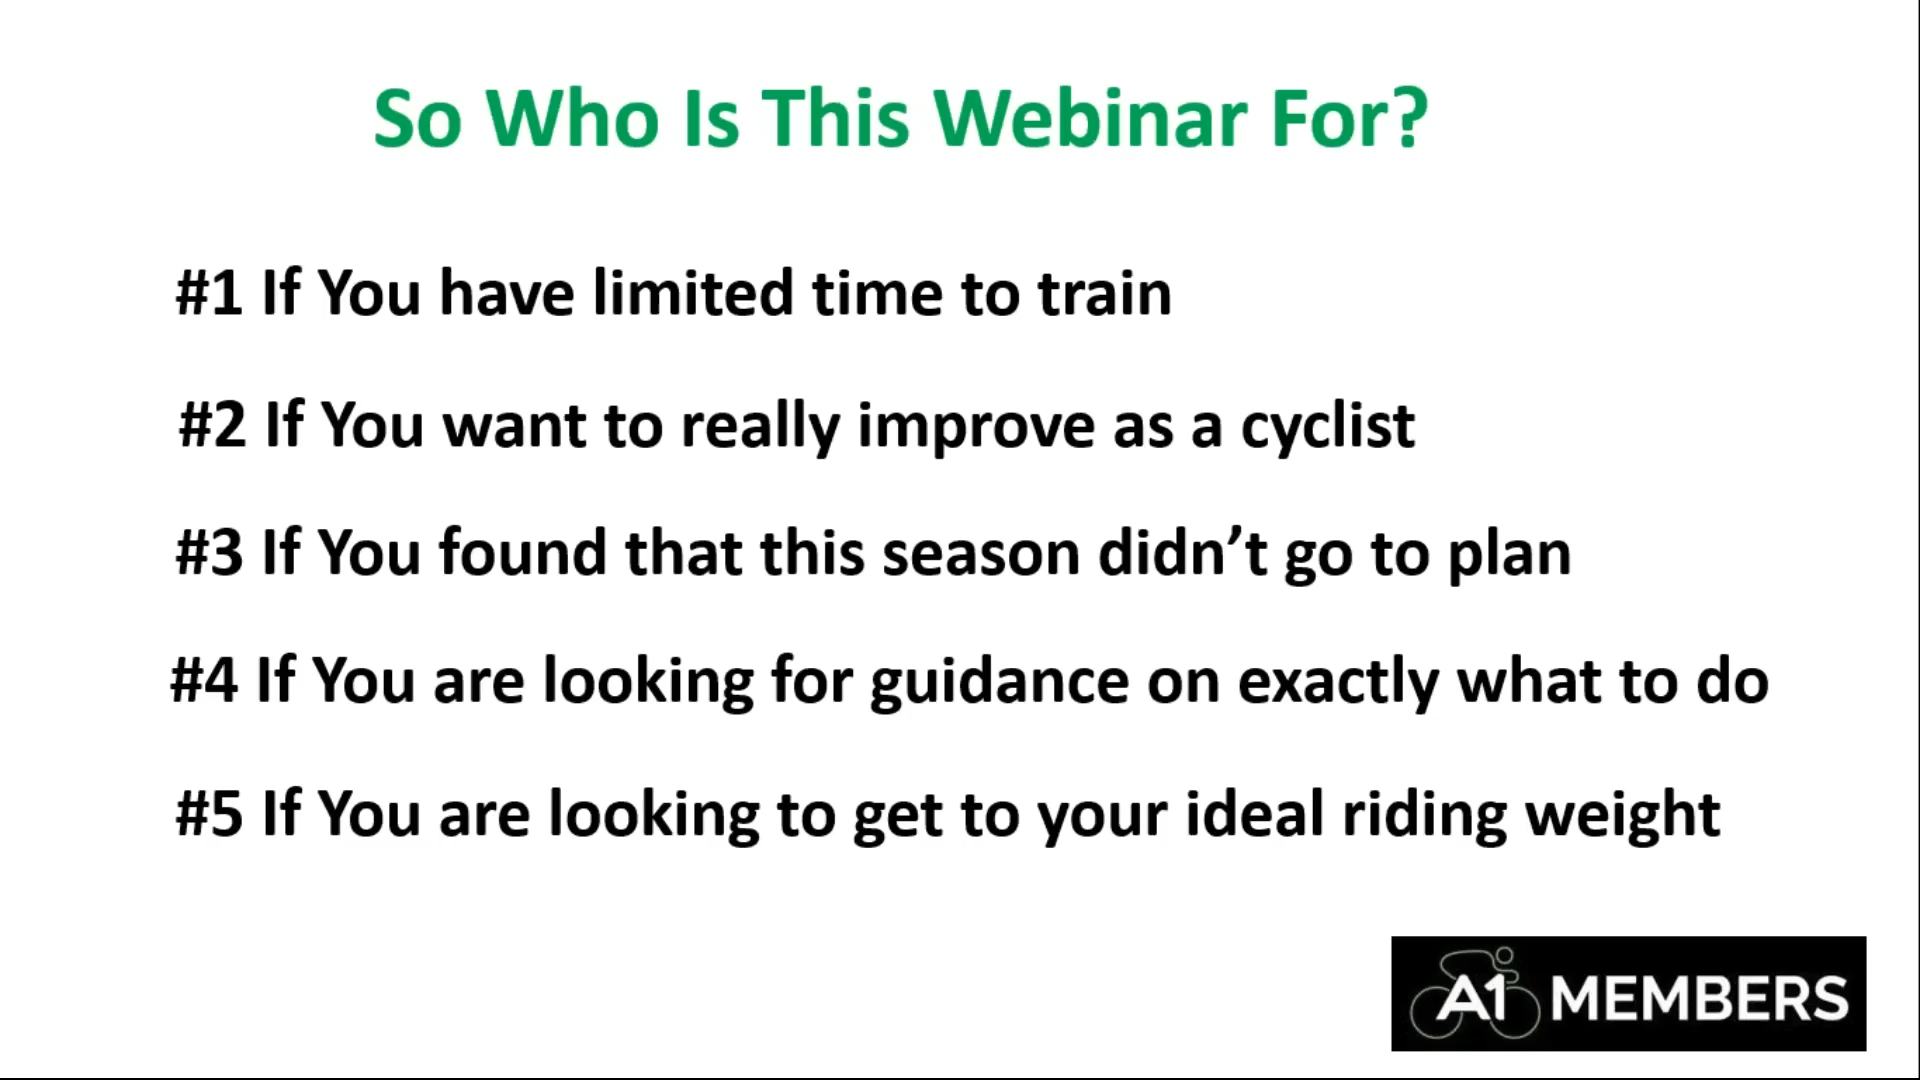 So Who Is This Webinar For?
#1 If You have limited time to train
#2 If You want to really improve as a cyclist
#3 If You found that this season didn’t go to plan
#4 If You are looking for guidance on exactly what to do
#5 If You are looking to get to your ideal riding weight
A1 MEMBERS